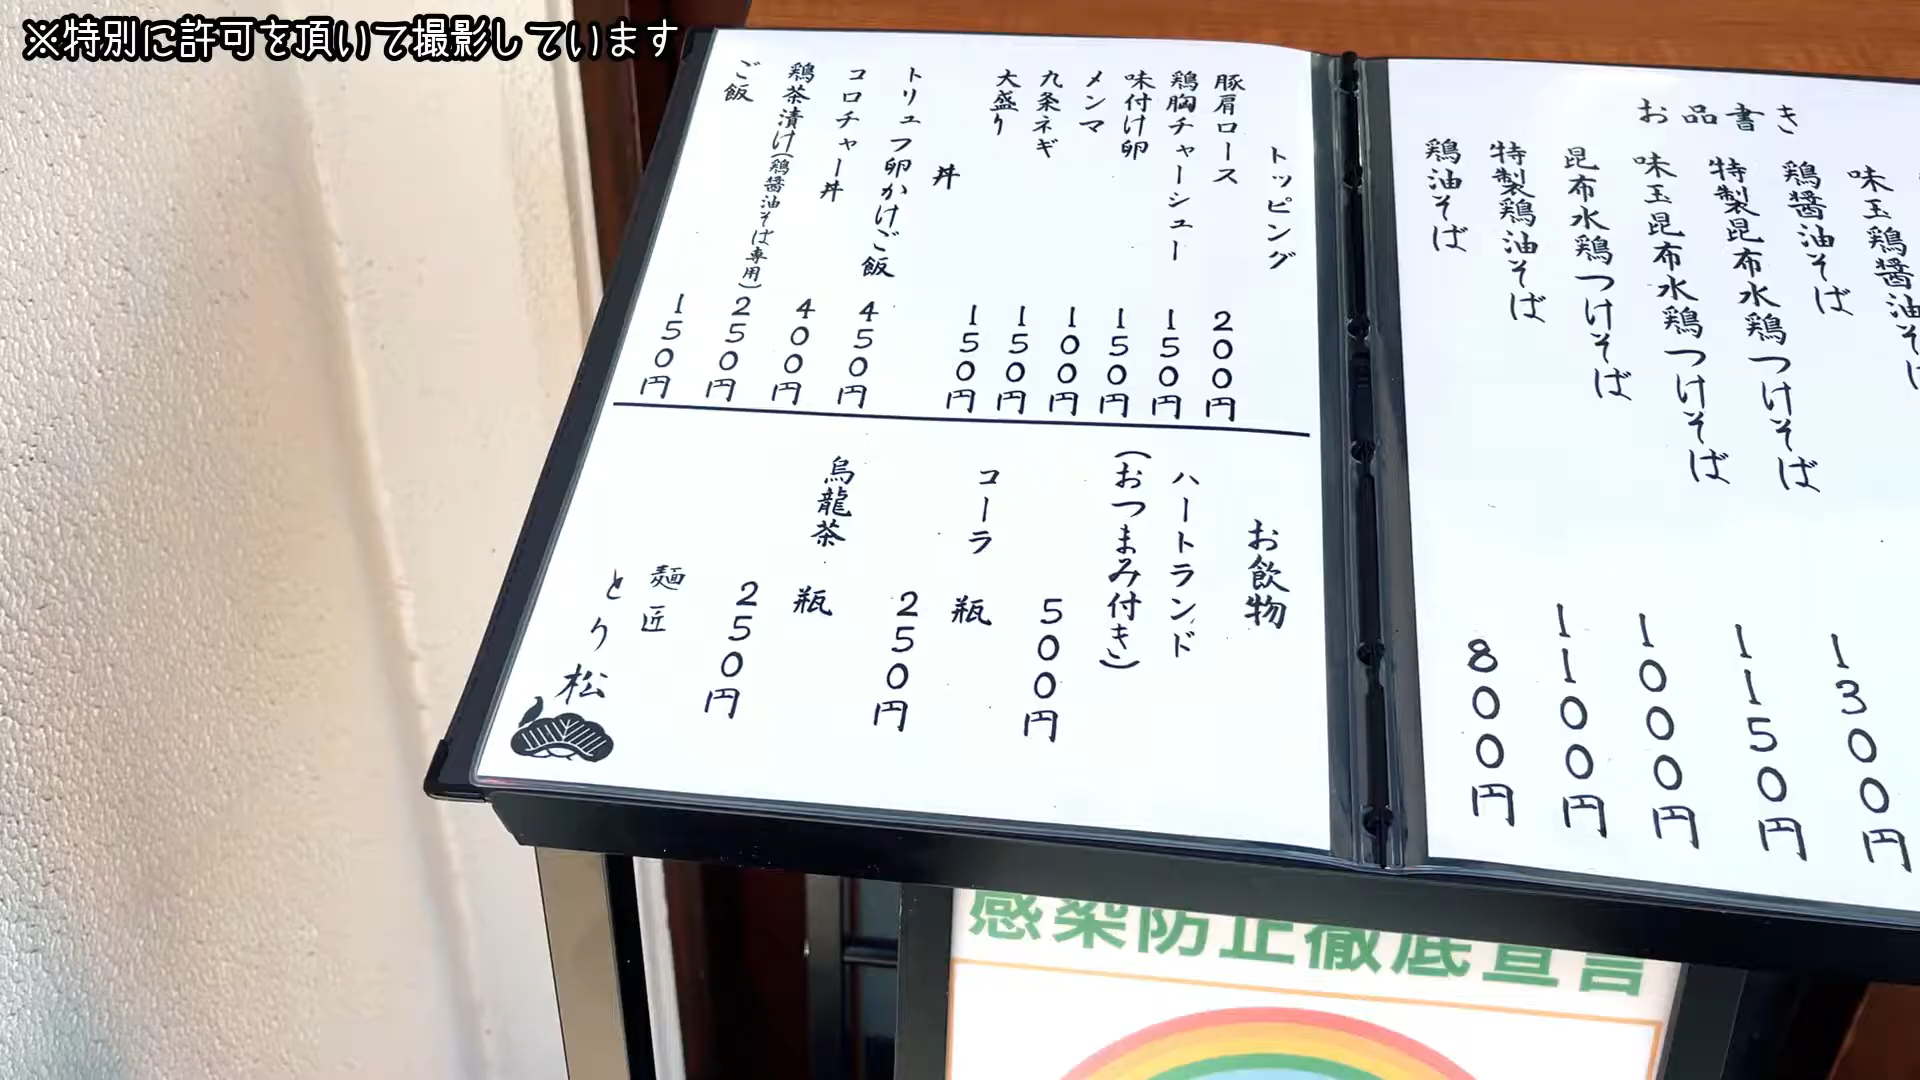 ※特別に許可を頂いて撮影しています
お品書き
味玉鶏醤油そば
鶏醤油そば
特製昆布水鶏つけそば 1300円
味玉昆布水鶏つけそば 1150円
昆布水鶏つけそば 1000円
特製鶏油そば 1100円
鶏油そば 800円
トッピング
豚肩ロース 200円
鶏胸チャーシュー 150円
味付け卵 150円
メンマ 100円
九条ネギ 150円
大盛り 150円
丼
トリュフ卵かけご飯 450円
コロチャー丼 400円
鶏茶漬け(鶏醤油そば専用) 250円
ご飯 150円
お飲物
ハートランド
(おつまみ付き) 500円
コーラ 瓶 250円
烏龍茶 瓶 250円
麺匠
とり松
感染防止徹底宣言